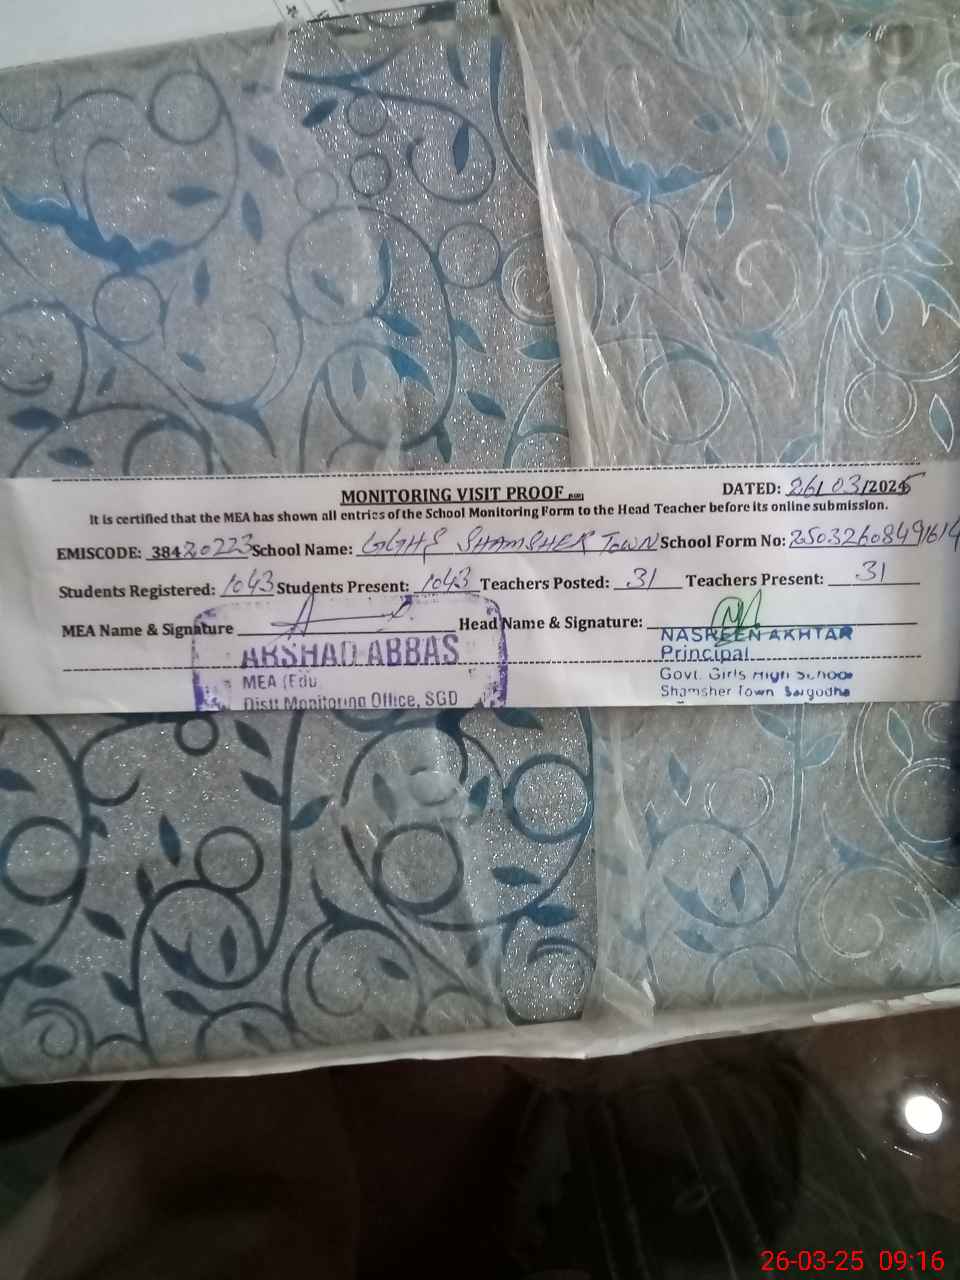 MONITORING VISIT PROOF
DATED: 26/03/2025
It is certified that the MEA has shown all entries of the School Monitoring Form to the Head Teacher before its online submission.
EMISCODE: 38420223 School Name: GGHS SHAMSHER TOWN School Form No: 25032608491614
Students Registered: 1043 Students Present: 1043 Teachers Posted: 31 Teachers Present: 31
MEA Name & Signature Head Name & Signature:
ARSHAD ABBAS
MEA (Edu
Distt Monitoring Office, SGD
NASREEN AKHTAR
Principal
Govt. Girls High School
Shamsher Town Sargodha
26-03-25 09:16